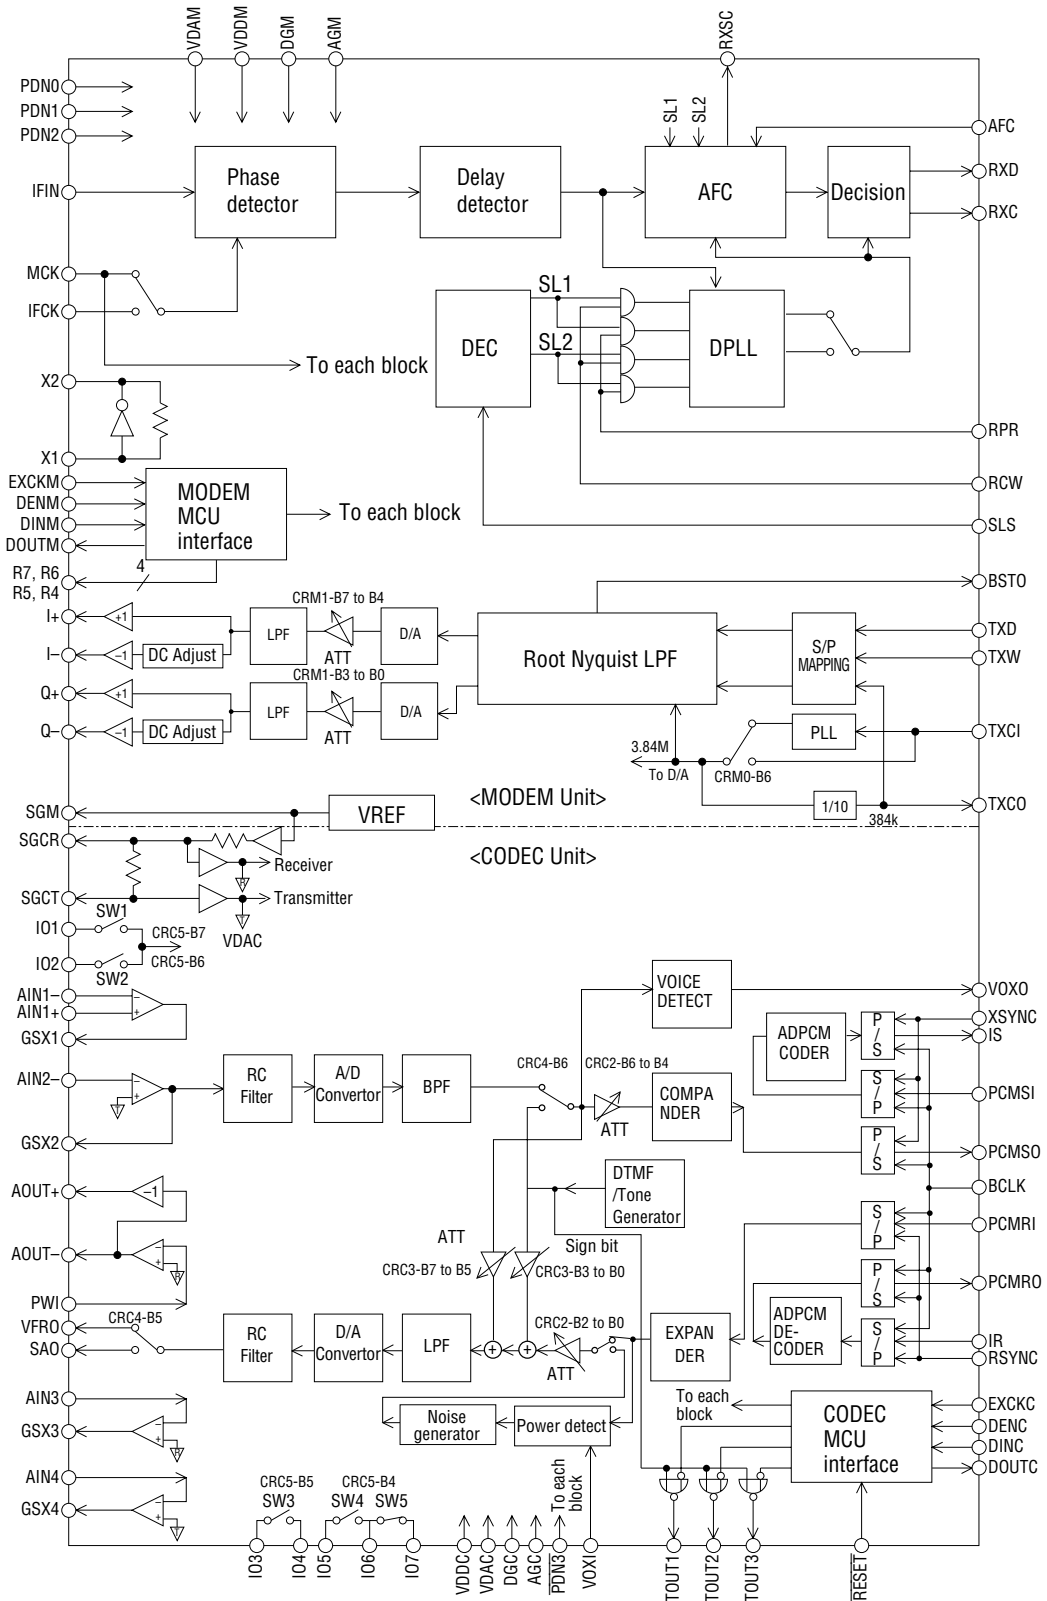 VDAM
VDDM
DGM
AGM
RXSC
PDN0
PDN1
PDN2
SL1
SL2
AFC
IFIN
Phase
detector
Delay
detector
AFC
Decision
RXD
RXC
MCK
IFCK
SL1
SL2
DEC
DPLL
To each block
X2
X1
RPR
RCW
SLS
EXCKM
DENM
DINM
DOUTM
MODEM
MCU
interface
To each block
R7, R6
R5, R4
4
BSTO
I+
+1
LPF
CRM1-B7 to B4
ATT
D/A
Root Nyquist LPF
S/P
MAPPING
TXD
TXW
I–
–1
DC Adjust
Q+
+1
LPF
CRM1-B3 to B0
ATT
D/A
Q–
–1
DC Adjust
3.84M
To D/A
CRM0-B6
PLL
TXCI
1/10
384k
TXCO
<MODEM Unit>
SGM
VREF
<CODEC Unit>
SGCR
R
Receiver
SGCT
T
Transmitter
VDAC
IO1
SW1
CRC5-B7
CRC5-B6
IO2
SW2
AIN1–
AIN1+
–
+
GSX1
VOICE
DETECT
VOXO
ADPCM
CODER
P
/
S
XSYNC
IS
AIN2–
–
+
T
GSX2
RC
Filter
A/D
Convertor
BPF
CRC4-B6
CRC2-B6 to B4
ATT
COMPA
NDER
S
/
P
PCMSI
P
/
S
PCMSO
BCLK
AOUT+
–1
AOUT–
–
+
R
PWI
DTMF
/Tone
Generator
Sign bit
ATT
CRC3-B7 to B5
CRC3-B3 to B0
S
/
P
PCMRI
P
/
S
PCMRO
VFRO
SAO
CRC4-B5
RC
Filter
D/A
Convertor
LPF
+
+
CRC2-B2 to B0
ATT
EXPAN
DER
ADPCM
DE-
CODER
S
/
P
IR
RSYNC
AIN3
GSX3
–
+
R
Noise
generator
Power detect
To each
block
CODEC
MCU
interface
EXCKC
DENC
DINC
DOUTC
AIN4
GSX4
–
+
T
CRC5-B5
SW3
CRC5-B4
SW4
SW5
To each
block
IO3
IO4
IO5
IO6
IO7
VDDC
VDAC
DGC
AGC
PDN3
VOXI
TOUT1
TOUT2
TOUT3
RESET